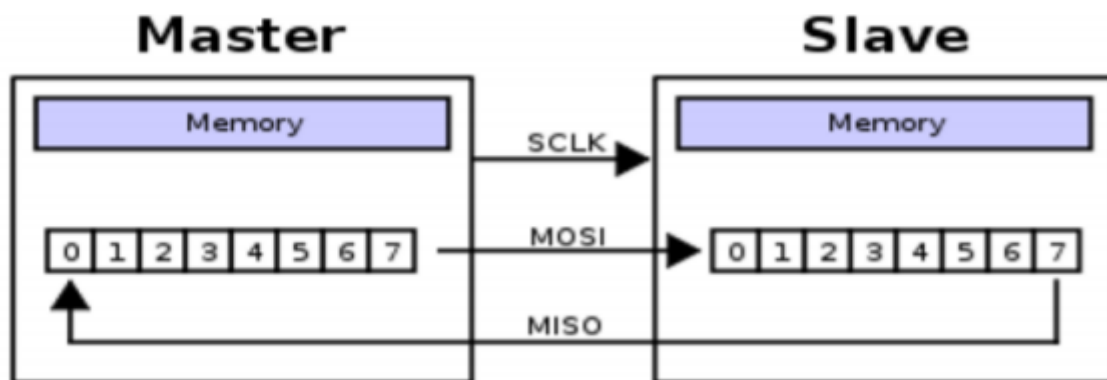 Master Slave
Memory Memory
SCLK
MOSI
0 1 2 3 4 5 6 7 0 1 2 3 4 5 6 7
MISO